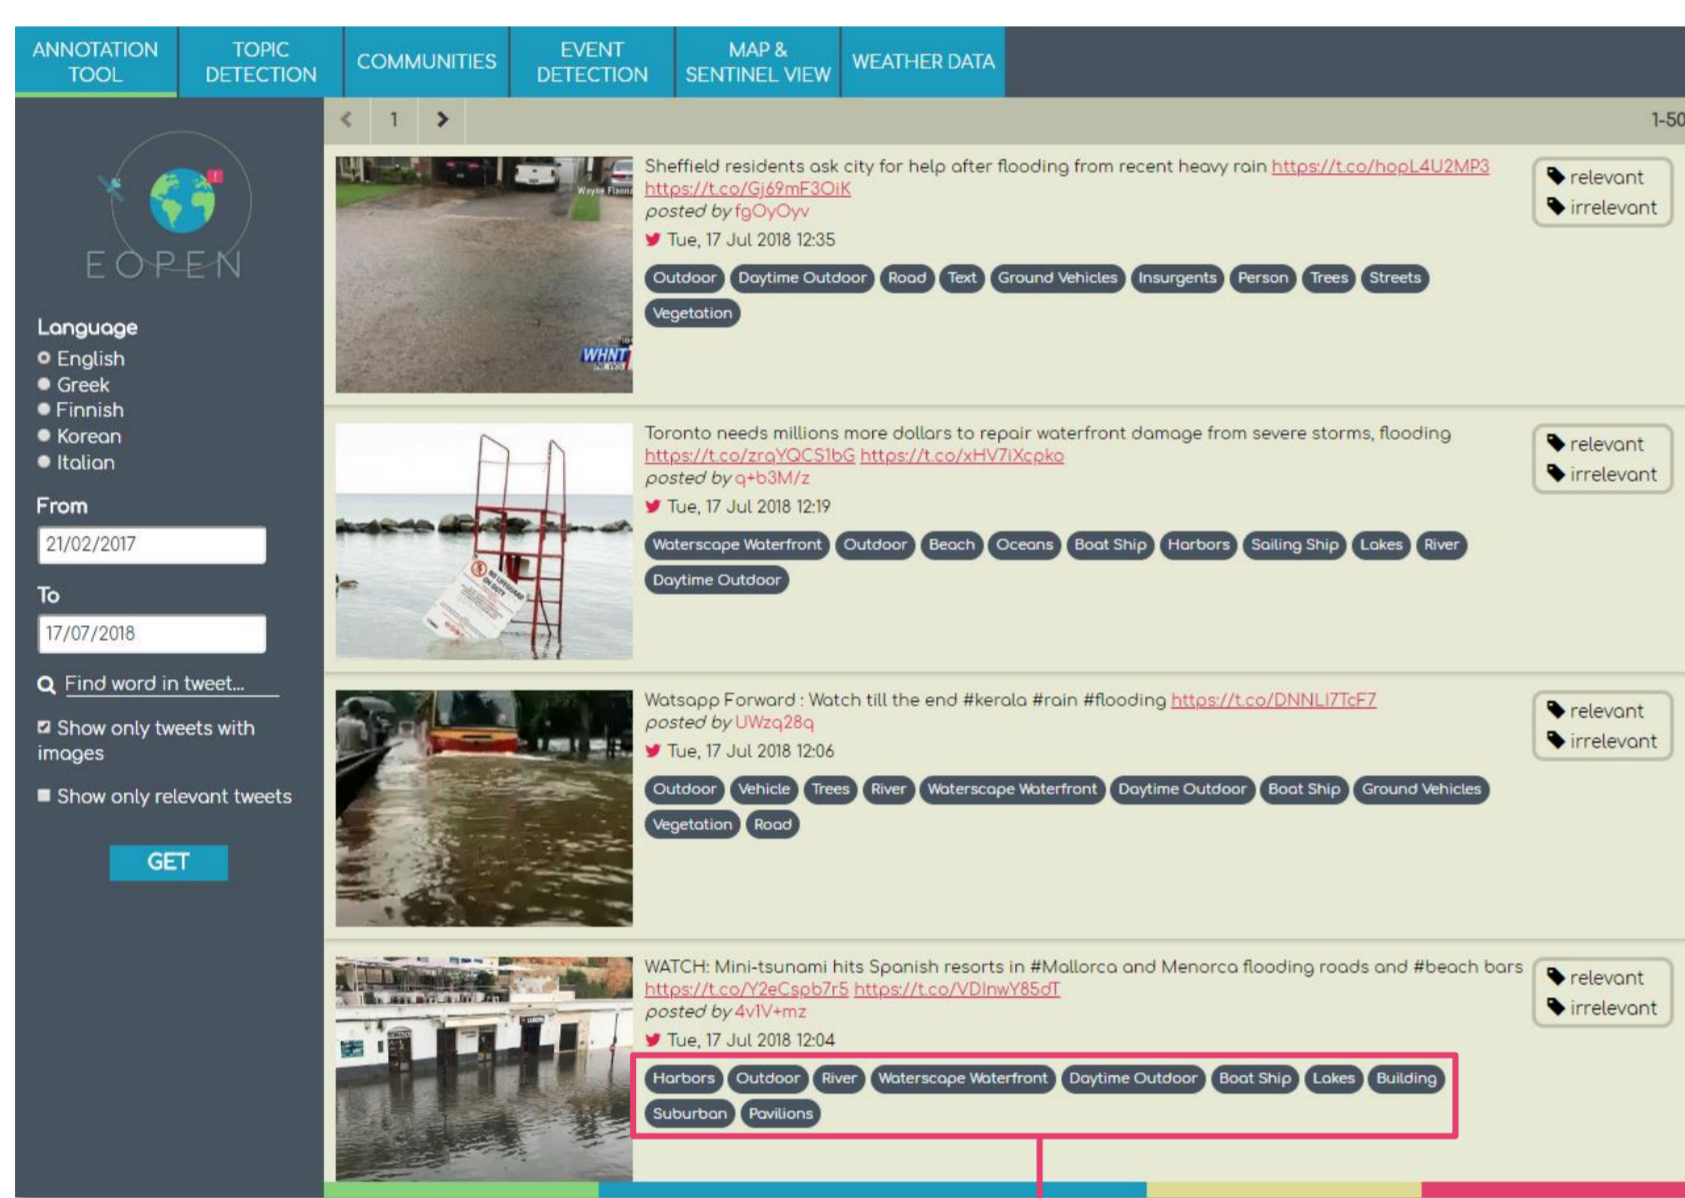 ANNOTATION TOOL
TOPIC DETECTION
COMMUNITIES
EVENT DETECTION
MAP & SENTINEL VIEW
WEATHER DATA
1
1-50
EOPEN
Language
English
Greek
Finnish
Korean
Italian
From
21/02/2017
To
17/07/2018
Find word in tweet...
Show only tweets with
images
Show only relevant tweets
GET
Wayne Flanna
WHNT
NEWS
Sheffield residents ask city for help after flooding from recent heavy rain https://t.co/hopL4U2MP3
https://t.co/Gj69mF3OiK
posted by fgOyOyv
Tue, 17 Jul 2018 12:35
Outdoor Daytime Outdoor Road Text Ground Vehicles Insurgents Person Trees Streets
Vegetation
relevant
irrelevant
NO LIFEGUARD
ON DUTY
Toronto needs millions more dollars to repair waterfront damage from severe storms, flooding
https://t.co/zrqYQCS1bG https://t.co/xHV7iXcpko
posted by q+b3M/z
Tue, 17 Jul 2018 12:19
Waterscape Waterfront Outdoor Beach Oceans Boat Ship Harbors Sailing Ship Lakes River
Daytime Outdoor
relevant
irrelevant
Watsapp Forward : Watch till the end #kerala #rain #flooding https://t.co/DNNLI7TcF7
posted by UWzq28q
Tue, 17 Jul 2018 12:06
Outdoor Vehicle Trees River Waterscape Waterfront Daytime Outdoor Boat Ship Ground Vehicles
Vegetation Road
relevant
irrelevant
WATCH: Mini-tsunami hits Spanish resorts in #Mallorca and Menorca flooding roads and #beach bars
https://t.co/Y2eCspb7r5 https://t.co/VDInwY85dT
posted by 4v1V+mz
Tue, 17 Jul 2018 12:04
Harbors Outdoor River Waterscape Waterfront Daytime Outdoor Boat Ship Lakes Building
Suburban Pavilions
relevant
irrelevant